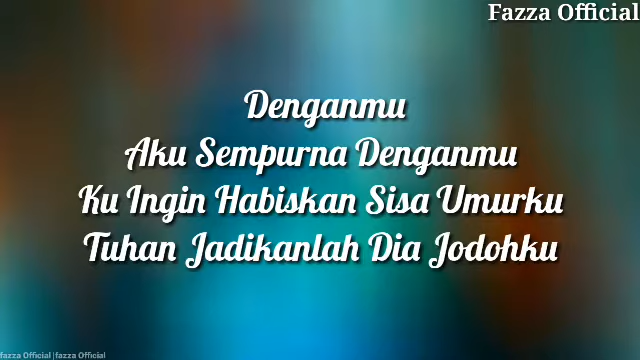 Fazza Official
Denganmu
Aku Sempurna Denganmu
Ku Ingin Habiskan Sisa Umurku
Tuhan Jadikanlah Dia Jodohku
fazza Official |fazza Official